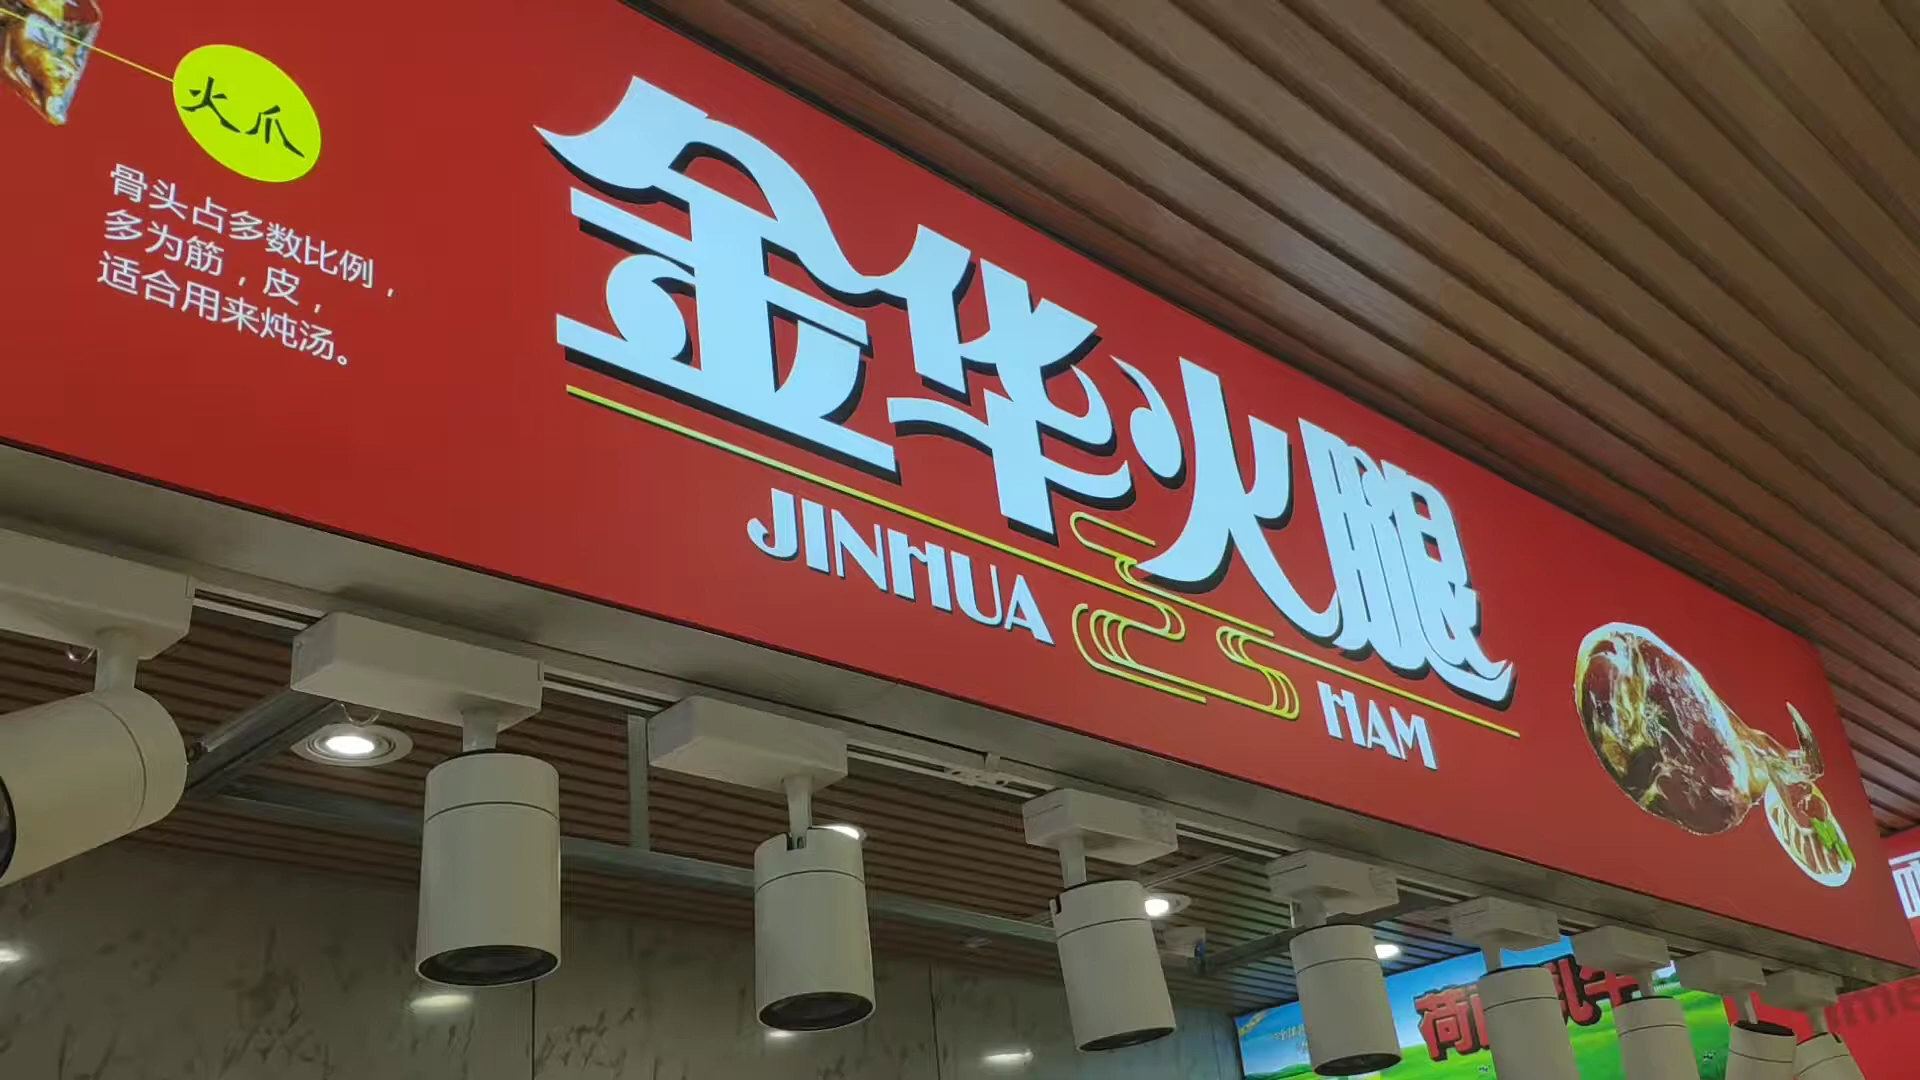 火爪
骨头占多数比例，
多为筋，皮，
适合用来炖汤。
金华火腿
JINHUA HAM
荷